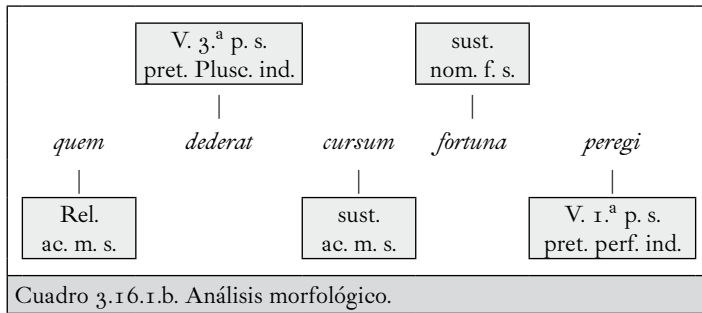 V. 3.ª p. s.
pret. Plusc. ind.
sust.
nom. f. s.
quem dederat cursum fortuna peregi
Rel.
ac. m. s.
sust.
ac. m. s.
V. 1.ª p. s.
pret. perf. ind.
Cuadro 3.16.1.b. Análisis morfológico.